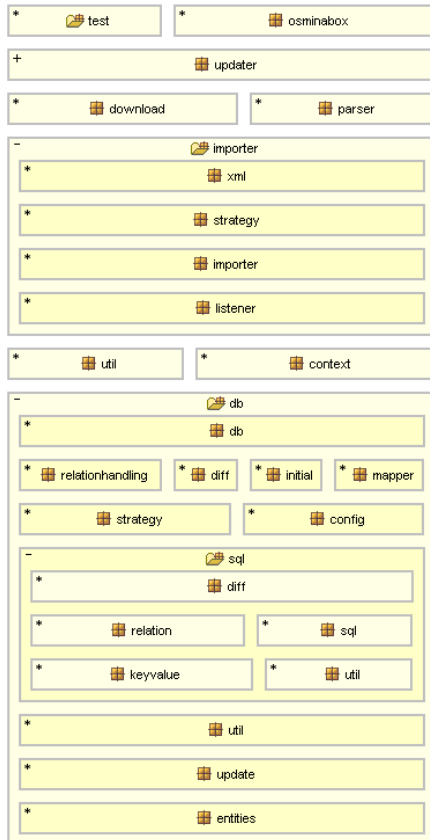 * test * osminabox
+ updater
* download * parser
- importer
* xml
* strategy
* importer
* listener
* util * context
- db
* db
* relationhandling * diff * initial * mapper
* strategy * config
- sql
* diff
* relation * sql
* keyvalue * util
* util
* update
* entities